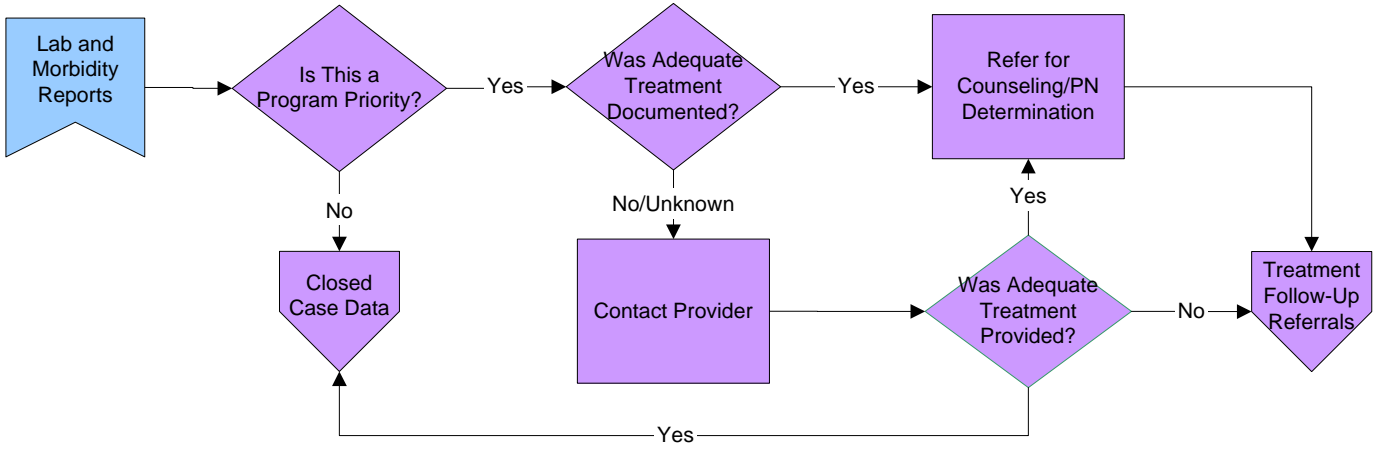 Lab and
Morbidity
Reports
Is This a
Program Priority?
Yes
Was Adequate
Treatment
Documented?
Yes
Refer for
Counseling/PN
Determination
No
No/Unknown
Yes
Closed
Case Data
Contact Provider
Was Adequate
Treatment
Provided?
No
Treatment
Follow-Up
Referrals
Yes